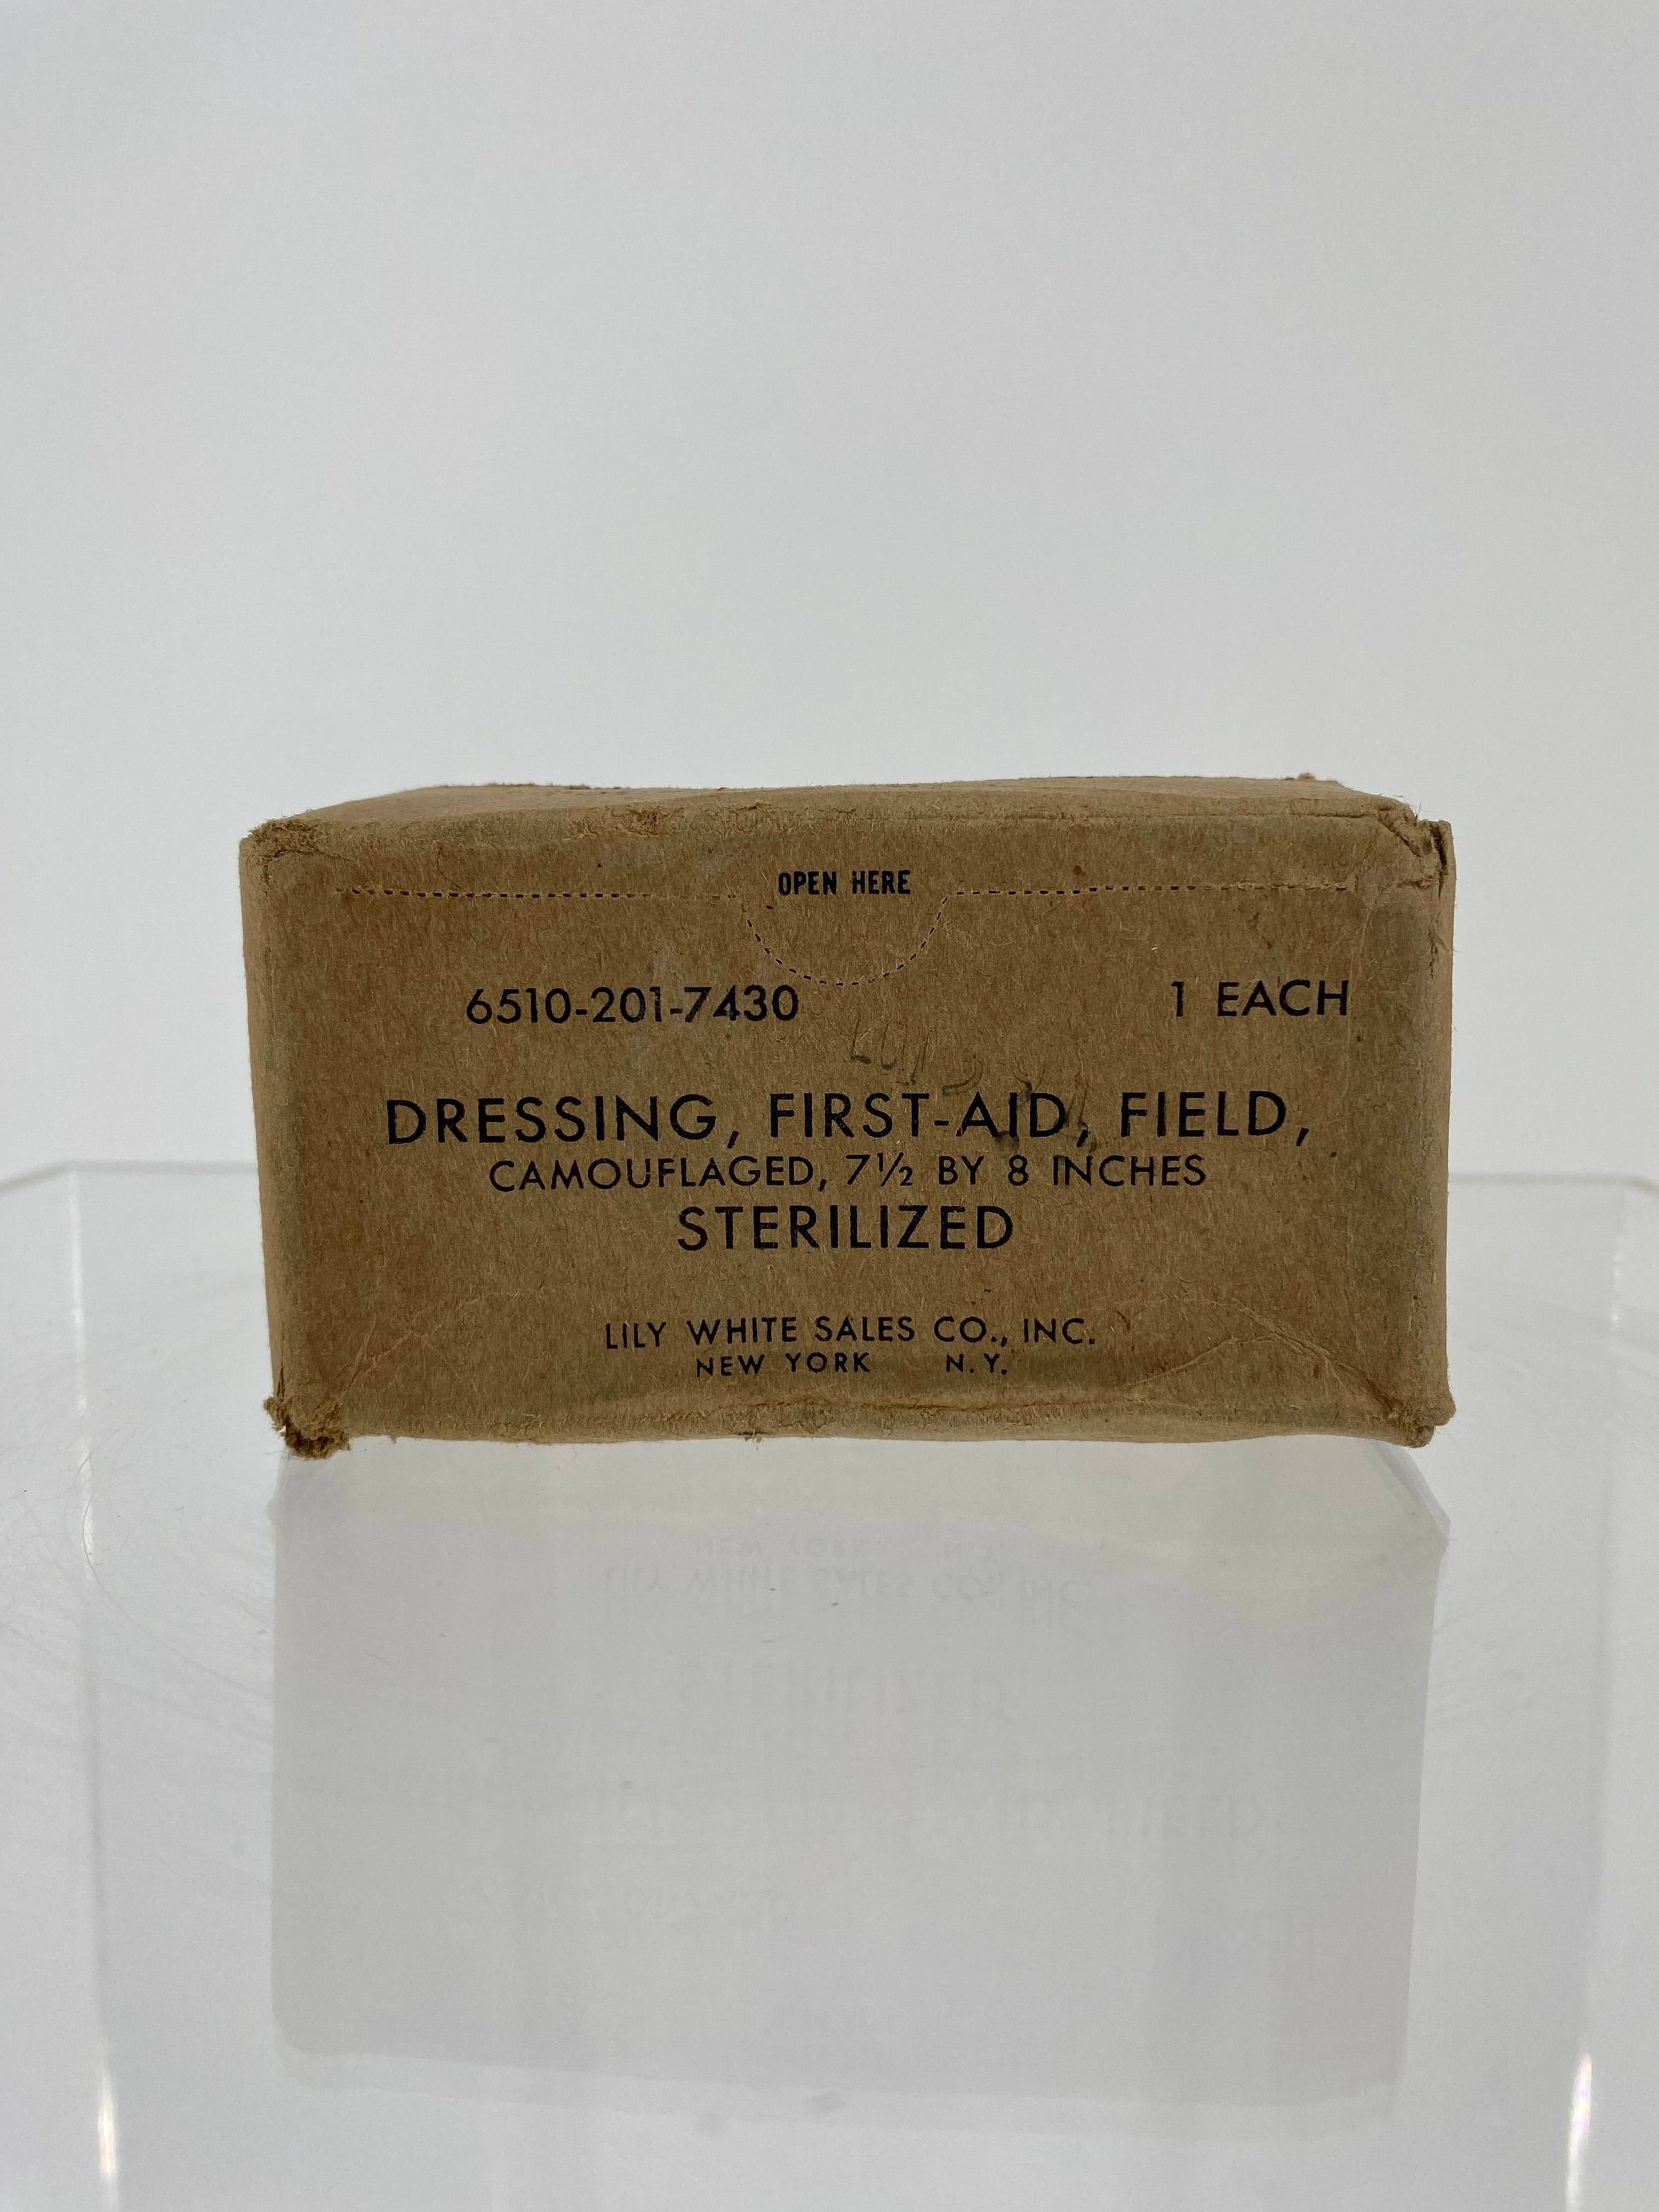 OPEN HERE
6510-201-7430 1 EACH
DRESSING, FIRST-AID, FIELD,
CAMOUFLAGED, 7½ BY 8 INCHES
STERILIZED
LILY WHITE SALES CO., INC.
NEW YORK N.Y.